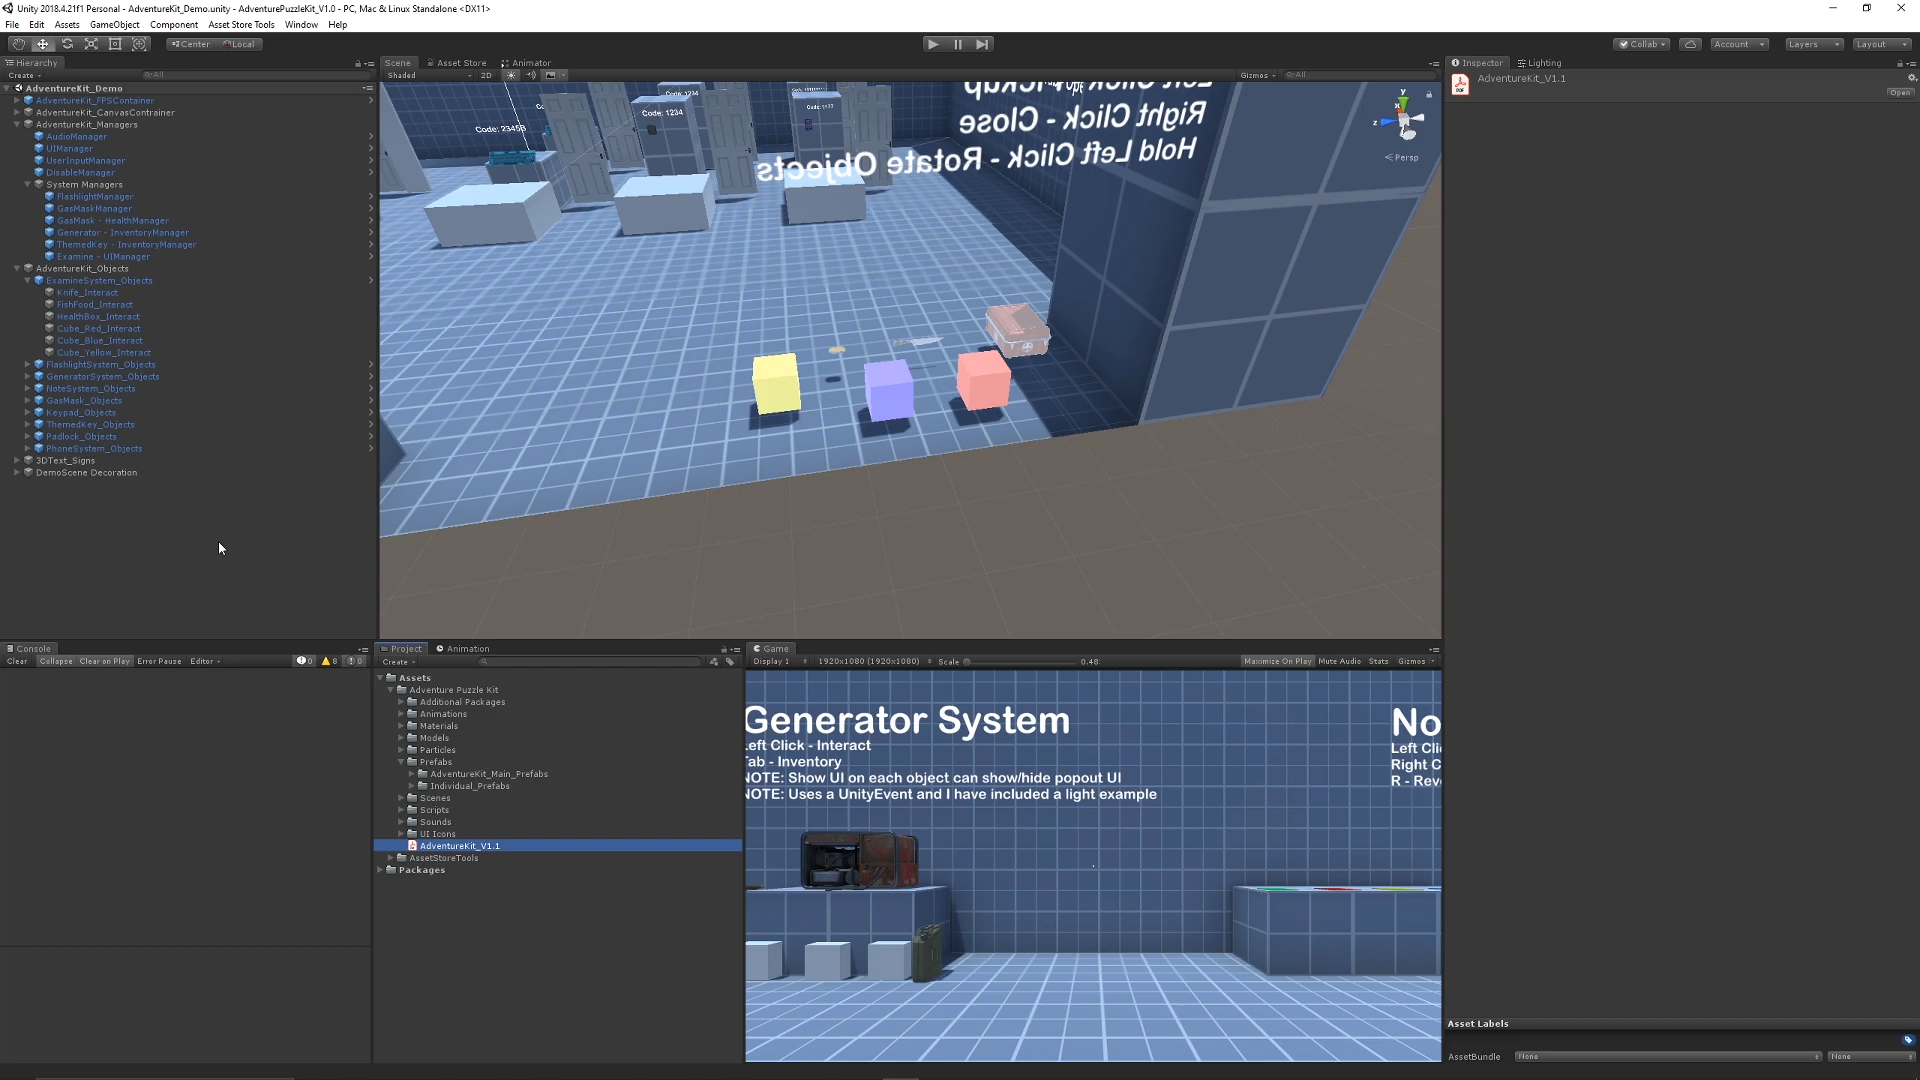 Unity 2018.4.21f1 Personal - AdventureKit_Demo.unity - AdventurePuzzleKit_V1.0 - PC, Mac & Linux Standalone <DX11>
File Edit Assets GameObject Component Asset Store Tools Window Help
Center Local
Collab Account Layers Layout
Hierarchy
Create All
AdventureKit_Demo
AdventureKit_FPSContainer
AdventureKit_CanvasContrainer
AdventureKit_Managers
AudioManager
UIManager
UserInputManager
DisableManager
System Managers
FlashlightManager
GasMaskManager
GasMask - HealthManager
Generator - InventoryManager
ThemedKey - InventoryManager
Examine - UIManager
AdventureKit_Objects
ExamineSystem_Objects
Knife_Interact
FishFood_Interact
HealthBox_Interact
Cube_Red_Interact
Cube_Blue_Interact
Cube_Yellow_Interact
FlashlightSystem_Objects
GeneratorSystem_Objects
NoteSystem_Objects
GasMask_Objects
Keypad_Objects
ThemedKey_Objects
Padlock_Objects
PhoneSystem_Objects
3DText_Signs
DemoScene Decoration
Scene Asset Store Animator
Shaded 2D Gizmos All
Code: 1234
Code: 1234
Pickup
Right Click - Close
Hold Left Click - Rotate Objects
x y z
Persp
Inspector Lighting
AdventureKit_V1.1
Open
PDF
Console
Clear Collapse Clear on Play Error Pause Editor 0 8 0
Project Animation
Create
Assets
Adventure Puzzle Kit
Additional Packages
Animations
Materials
Models
Particles
Prefabs
AdventureKit_Main_Prefabs
Individual_Prefabs
Scenes
Scripts
Sounds
UI Icons
AdventureKit_V1.1
AssetStoreTools
Packages
Game
Display 1 1920x1080 (1920x1080) Scale 0.48 Maximize On Play Mute Audio Stats Gizmos
Generator System
Left Click - Interact
Tab - Inventory
NOTE: Show UI on each object can show/hide popout UI
NOTE: Uses a UnityEvent and I have included a light example
No
Left Cli
Right C
R - Rev
Asset Labels
AssetBundle None None